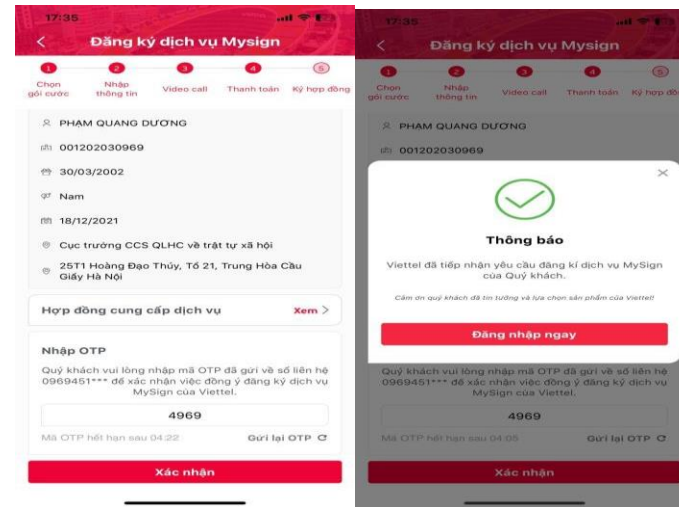 17:35
Đăng ký dịch vụ Mysign
1 2 3 4 5
Chọn gói cước
Nhập thông tin
Video call
Thanh toán
Ký hợp đồng
PHẠM QUANG DƯƠNG
001202030969
30/03/2002
Nam
18/12/2021
Cục trưởng CCS QLHC về trật tự xã hội
25T1 Hoàng Đạo Thúy, Tổ 21, Trung Hòa Cầu
Giấy Hà Nội
Hợp đồng cung cấp dịch vụ Xem >
Nhập OTP
Quý khách vui lòng nhập mã OTP đã gửi về số liên hệ
0969451*** để xác nhận việc đồng ý đăng ký dịch vụ
MySign của Viettel.
4969
Mã OTP hết hạn sau 04:22 Gửi lại OTP
Xác nhận
17:35
Đăng ký dịch vụ Mysign
1 2 3 4 5
Chọn gói cước
Nhập thông tin
Video call
Thanh toán
Ký hợp đồ
PHẠM QUANG DƯƠNG
001202030969
Thông báo
Viettel đã tiếp nhận yêu cầu đăng kí dịch vụ MySign
của Quý khách.
Cảm ơn quý khách đã tin tưởng và lựa chọn sản phẩm của Viettel!
Đăng nhập ngay
Quý khách vui lòng nhập mã OTP đã gửi về số liên hệ
0969451*** để xác nhận việc đồng ý đăng ký dịch vụ
MySign của Viettel.
4969
Mã OTP hết hạn sau 04:05 Gửi lại OTP
Xác nhận